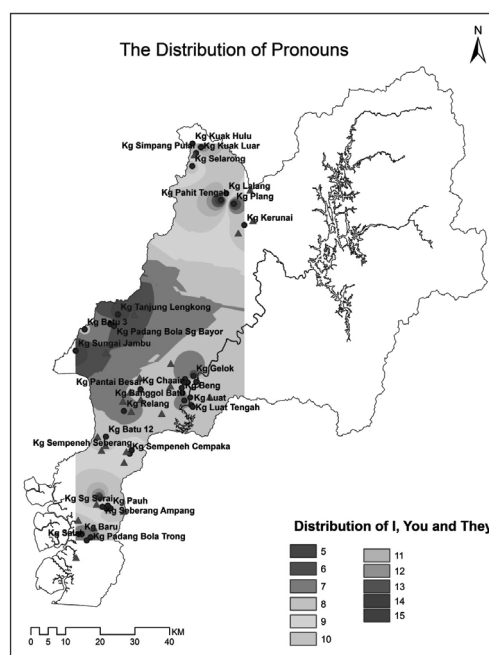 The Distribution of Pronouns
N
Kg Kuak Hulu
Kg Simpang Pulai
Kg Kuak Luar
Kg Selarong
Kg Lalang
Kg Pahit Tengah
Kg Plang
Kg Kerunai
Kg Tanjung Lengkong
Kg Batu 3
Kg Padang Bola Sg Bayor
Kg Sungai Jambu
Kg Gelok
Kg Pantai Besar
Kg Chaain
Kg Beng
Kg Banggol Batu
Kg Luat
Kg Relang
Kg Luat Tengah
Kg Batu 12
Kg Sempeneh Seberang
Kg Sempeneh Cempaka
Kg Sg Serai
Kg Pauh
Kg Seberang Ampang
Kg Baru
Kg
Kg Padang Bola Trong
Distribution of I, You and They
5
6
7
8
9
10
11
12
13
14
15
0 5 10 20 30 40
KM